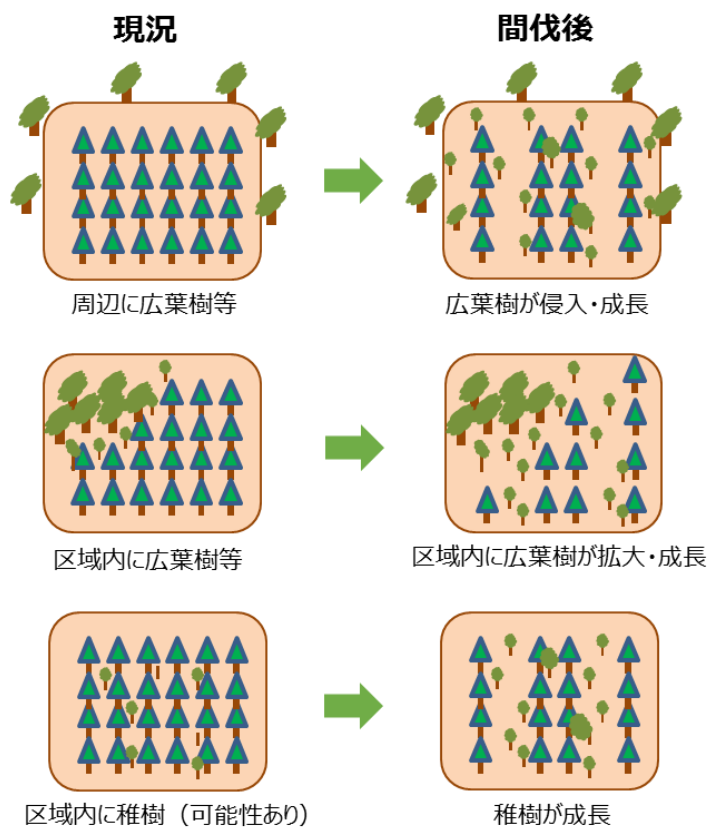 現況
間伐後
周辺に広葉樹等
広葉樹が侵入・成長
区域内に広葉樹等
区域内に広葉樹が拡大・成長
区域内に稚樹（可能性あり）
稚樹が成長